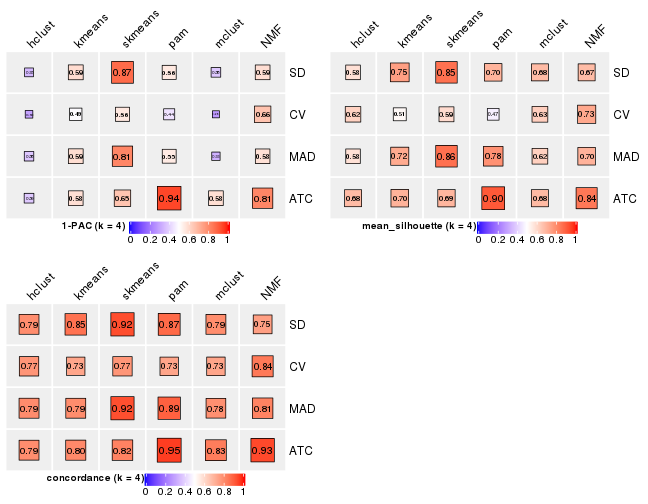 hclust kmeans skmeans pam mclust NMF
0.59 0.87 0.56 0.59 SD
0.49 0.56 0.44 0.66 CV
0.59 0.81 0.53 0.58 MAD
0.58 0.65 0.94 0.58 0.81 ATC
1-PAC (k = 4)
0 0.2 0.4 0.6 0.8 1
hclust kmeans skmeans pam mclust NMF
0.58 0.75 0.85 0.70 0.68 0.67 SD
0.62 0.51 0.59 0.47 0.63 0.73 CV
0.58 0.72 0.86 0.78 0.62 0.70 MAD
0.68 0.70 0.69 0.90 0.68 0.84 ATC
mean_silhouette (k = 4)
0 0.2 0.4 0.6 0.8 1
hclust kmeans skmeans pam mclust NMF
0.79 0.85 0.92 0.87 0.79 0.75 SD
0.77 0.73 0.77 0.73 0.73 0.84 CV
0.79 0.79 0.92 0.89 0.78 0.81 MAD
0.79 0.80 0.82 0.95 0.83 0.93 ATC
concordance (k = 4)
0 0.2 0.4 0.6 0.8 1